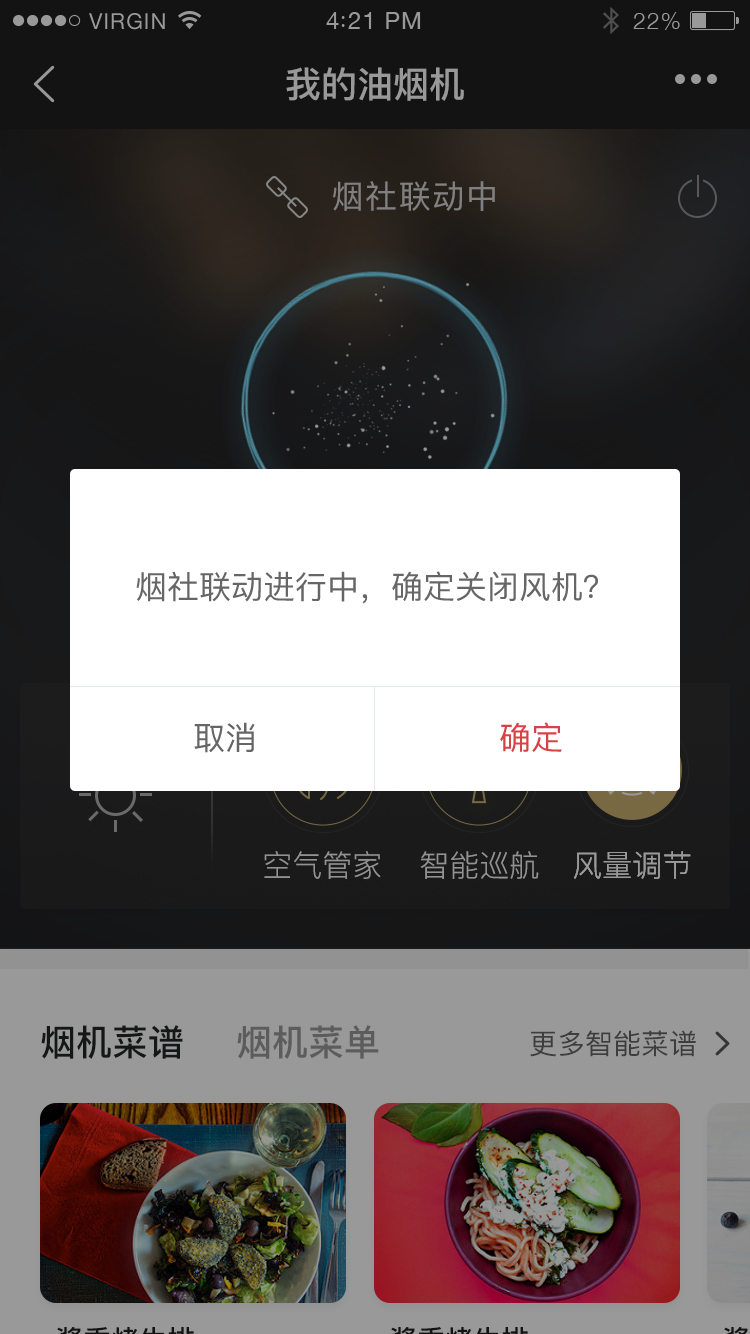 VIRGIN 4:21 PM 22%
我的油烟机
烟社联动中
烟社联动进行中，确定关闭风机？
取消 确定
空气管家 智能巡航 风量调节
烟机菜谱 烟机菜单 更多智能菜谱